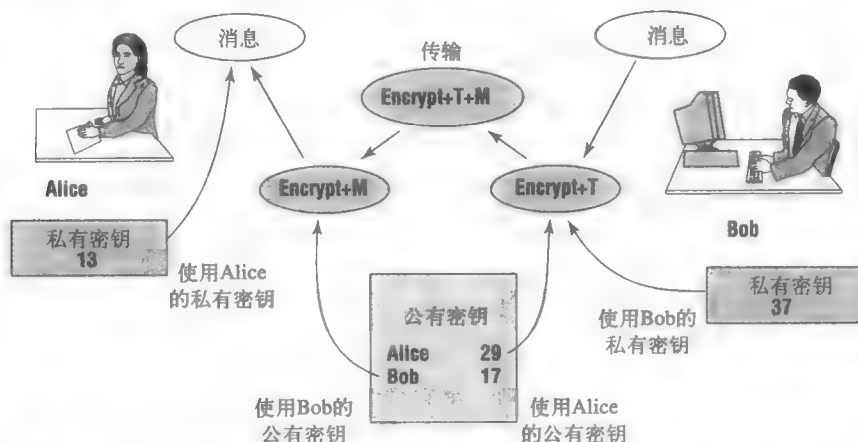 消息
消息
传输
Encrypt+T+M
Encrypt+M
Encrypt+T
Alice
Bob
私有密钥
13
使用Alice
的私有密钥
私有密钥
37
使用Bob的
私有密钥
公有密钥
Alice 29
Bob 17
使用Bob的
公有密钥
使用Alice
的公有密钥